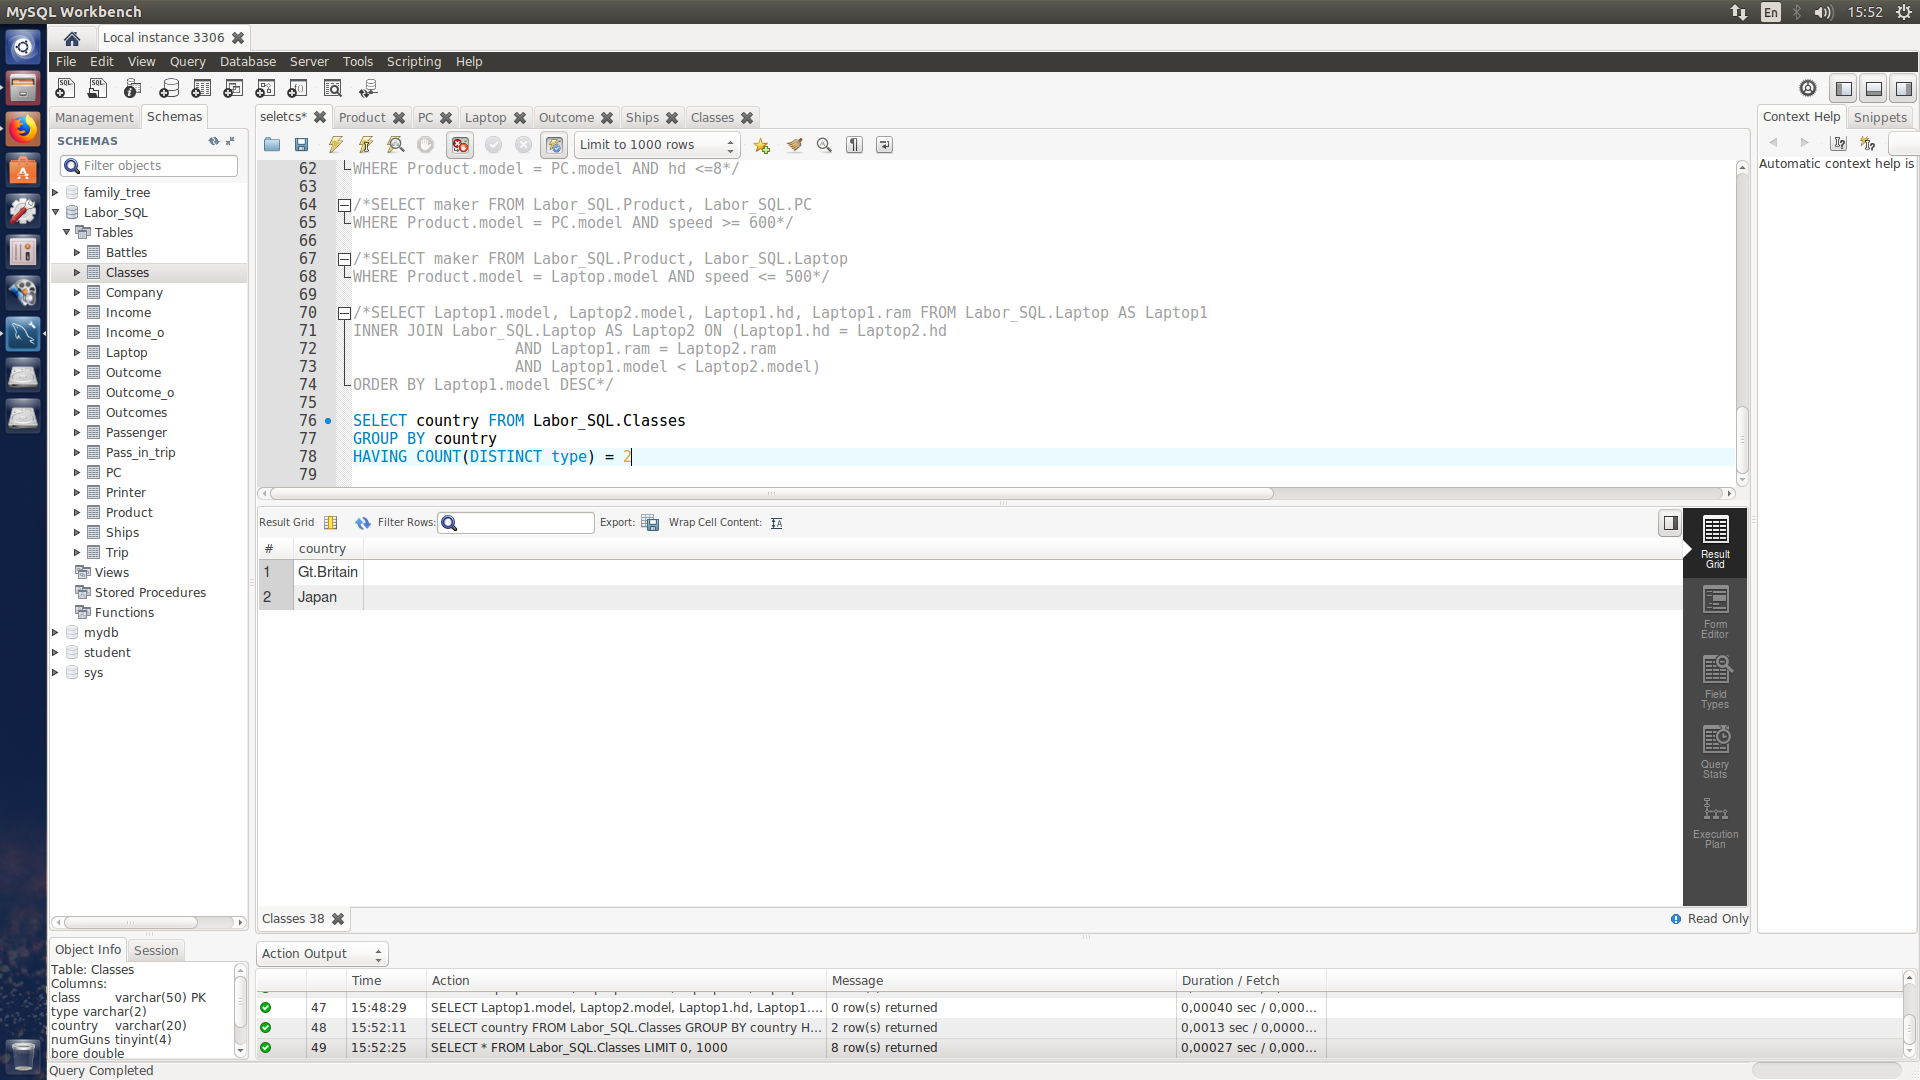 MySQL Workbench
En
15:52
Local instance 3306
File Edit View Query Database Server Tools Scripting Help
Management Schemas
SCHEMAS
Filter objects
family_tree
Labor_SQL
Tables
Battles
Classes
Company
Income
Income_o
Laptop
Outcome
Outcome_o
Outcomes
Passenger
Pass_in_trip
PC
Printer
Product
Ships
Trip
Views
Stored Procedures
Functions
mydb
student
sys
Object Info Session
Table: Classes
Columns:
class varchar(50) PK
type varchar(2)
country varchar(20)
numGuns tinyint(4)
bore double
Query Completed
seletcs* Product PC Laptop Outcome Ships Classes
Limit to 1000 rows
62 WHERE Product.model = PC.model AND hd <=8*/
63
64 /*SELECT maker FROM Labor_SQL.Product, Labor_SQL.PC
65 WHERE Product.model = PC.model AND speed >= 600*/
66
67 /*SELECT maker FROM Labor_SQL.Product, Labor_SQL.Laptop
68 WHERE Product.model = Laptop.model AND speed <= 500*/
69
70 /*SELECT Laptop1.model, Laptop2.model, Laptop1.hd, Laptop1.ram FROM Labor_SQL.Laptop AS Laptop1
71 INNER JOIN Labor_SQL.Laptop AS Laptop2 ON (Laptop1.hd = Laptop2.hd
72 AND Laptop1.ram = Laptop2.ram
73 AND Laptop1.model < Laptop2.model)
74 ORDER BY Laptop1.model DESC*/
75
76 SELECT country FROM Labor_SQL.Classes
77 GROUP BY country
78 HAVING COUNT(DISTINCT type) = 2
79
Result Grid Filter Rows: Export: Wrap Cell Content:
# country
1 Gt.Britain
2 Japan
Result
Grid
Form
Editor
Field
Types
Query
Stats
Execution
Plan
Classes 38
Read Only
Action Output
Time Action Message Duration / Fetch
47 15:48:29 SELECT Laptop1.model, Laptop2.model, Laptop1.hd, Laptop1.... 0 row(s) returned 0,00040 sec / 0,000...
48 15:52:11 SELECT country FROM Labor_SQL.Classes GROUP BY country H... 2 row(s) returned 0,0013 sec / 0,0000...
49 15:52:25 SELECT * FROM Labor_SQL.Classes LIMIT 0, 1000 8 row(s) returned 0,00027 sec / 0,000...
Context Help Snippets
Automatic context help is